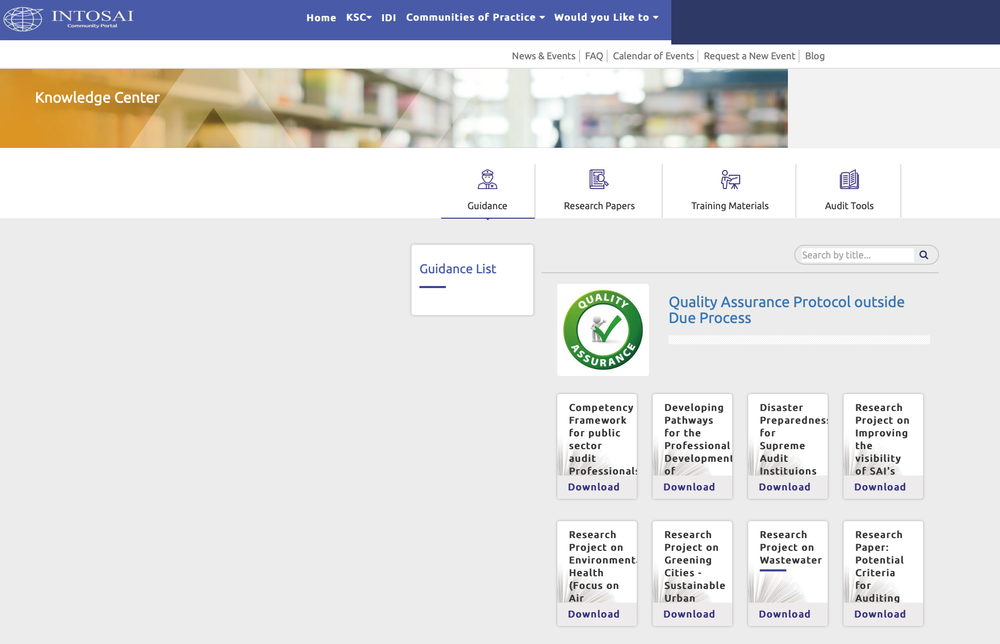 INTOSAI
Community Portal
Home KSC IDI Communities of Practice Would you Like to
News & Events FAQ Calendar of Events Request a New Event Blog
Knowledge Center
Guidance Research Papers Training Materials Audit Tools
Guidance List
Search by title...
QUALITY
ASSURANCE
Quality Assurance Protocol outside
Due Process
Competency
Framework
for public
sector
audit
Professionals
Download
Developing
Pathways
for the
Professional
Development
of
Download
Disaster
Preparedness
for
Supreme
Audit
Instituions
Download
Research
Project on
Improving
the
visibility
of SAI's
Download
Research
Project on
Environmenta
Health
(Focus on
Air
Download
Research
Project on
Greening
Cities -
Sustainable
Urban
Download
Research
Project on
Wastewater
Download
Research
Paper:
Potential
Criteria
for
Auditing
Download